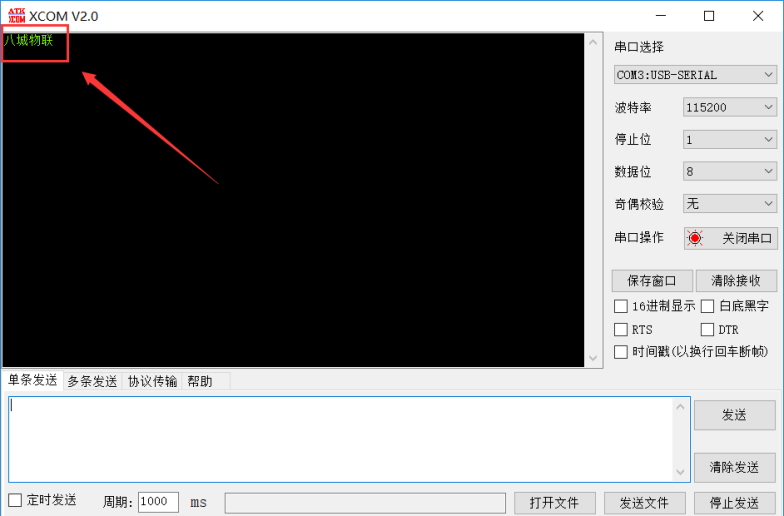 ATK XCOM XCOM V2.0
八城物联
串口选择
COM3:USB-SERIAL
波特率 115200
停止位 1
数据位 8
奇偶校验 无
串口操作 关闭串口
保存窗口 清除接收
16进制显示 白底黑字
RTS DTR
时间戳(以换行回车断帧)
单条发送 多条发送 协议传输 帮助
发送
清除发送
定时发送 周期: 1000 ms 打开文件 发送文件 停止发送